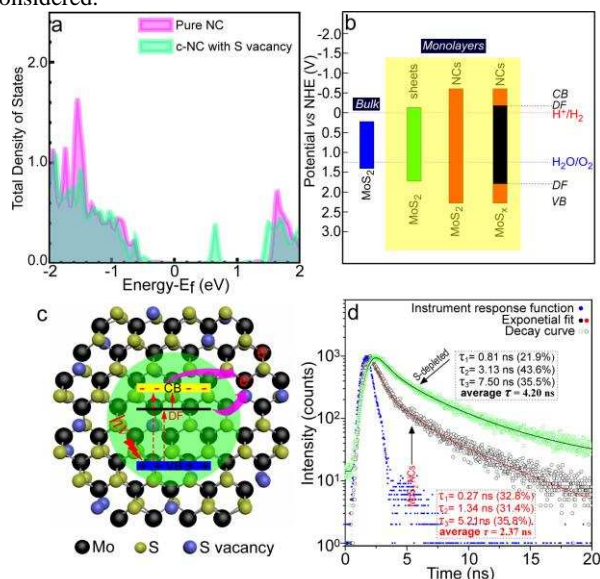 considered.
a
Pure NC
c-NC with S vacancy
Total Density of States
2.0
1.0
0.0
-2
-1
0
1
2
Energy-Ef (eV)
b
Monolayers
Potential vs NHE (V)
-2.0
-1.5
-1.0
-0.5
0
0.5
1.0
1.5
2.0
3.0
Bulk
MoS2
sheets
MoS2
NCs
MoS2
NCs
MoSx
CB
DF
H+/H2
H2O/O2
DF
VB
c
CB
DF
Mo
S
S vacancy
d
Instrument response function
Exponetial fit
Decay curve
S-depleted
τ1= 0.81 ns (21.9%)
τ2= 3.13 ns (43.6%)
τ3= 7.50 ns (35.5%)
average τ = 4.20 ns
NCs
τ1= 0.27 ns (32.8%)
τ2= 1.34 ns (31.4%)
τ3= 5.21ns (35.8%)
average τ = 2.37 ns
Intensity (counts)
10³
10²
10¹
10⁰
0
5
10
15
20
Time (ns)